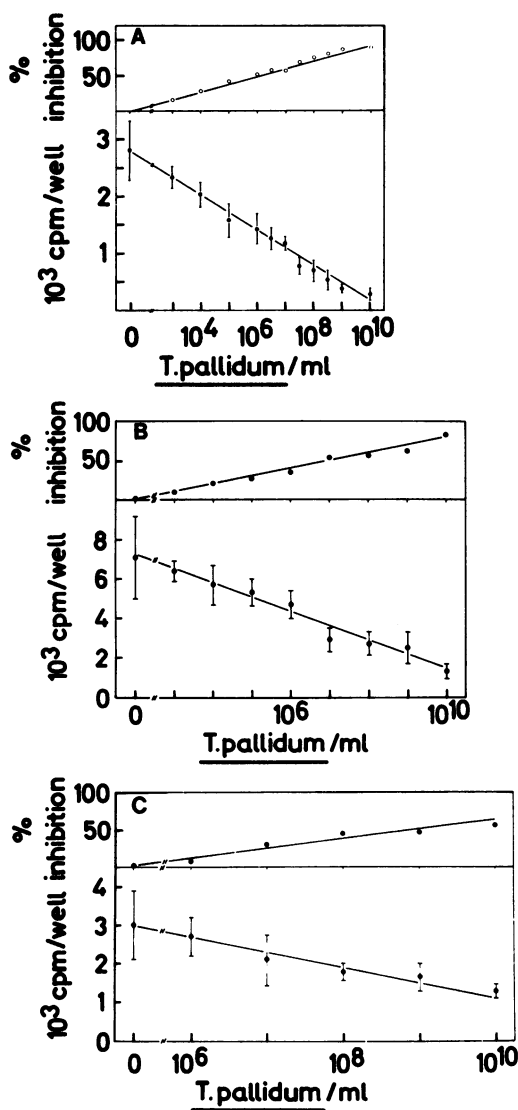 A
% inhibition
100
50
10³ cpm/well
3
2
1
0 10⁴ 10⁶ 10⁸ 10¹⁰
T.pallidum/ml
B
% inhibition
100
50
10³ cpm/well
8
6
4
2
0
0 10⁶ 10¹⁰
T.pallidum/ml
C
% inhibition
100
50
10³ cpm/well
4
3
2
1
0
0 10⁶ 10⁸ 10¹⁰
T.pallidum/ml